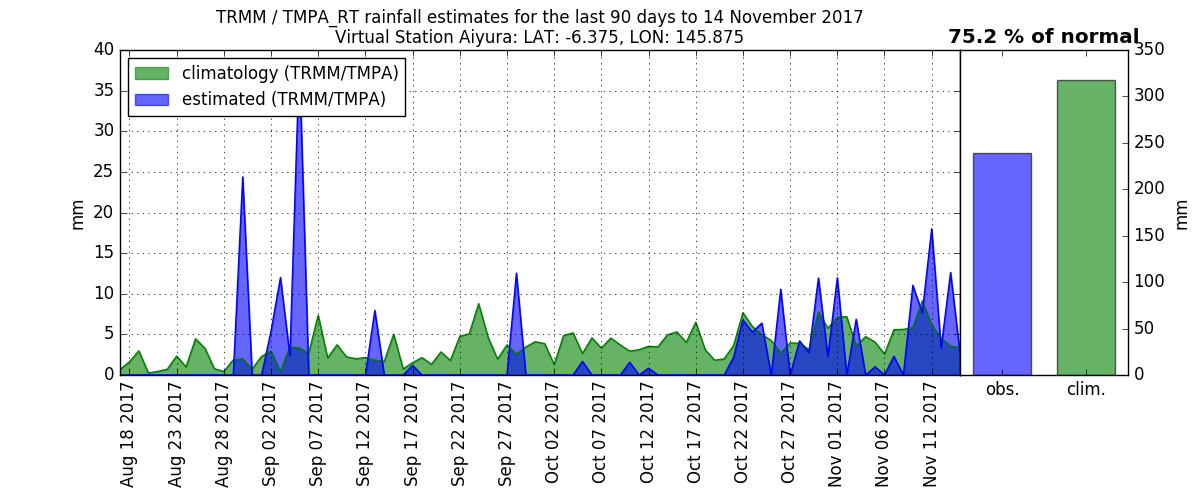 TRMM / TMPA_RT rainfall estimates for the last 90 days to 14 November 2017
Virtual Station Aiyura: LAT: -6.375, LON: 145.875
75.2 % of normal
climatology (TRMM/TMPA)
estimated (TRMM/TMPA)
mm
40
35
30
25
20
15
10
5
0
350
300
250
200
150
100
50
0
mm
obs.
clim.
Aug 18 2017
Aug 23 2017
Aug 28 2017
Sep 02 2017
Sep 07 2017
Sep 12 2017
Sep 17 2017
Sep 22 2017
Sep 27 2017
Oct 02 2017
Oct 07 2017
Oct 12 2017
Oct 17 2017
Oct 22 2017
Oct 27 2017
Nov 01 2017
Nov 06 2017
Nov 11 2017